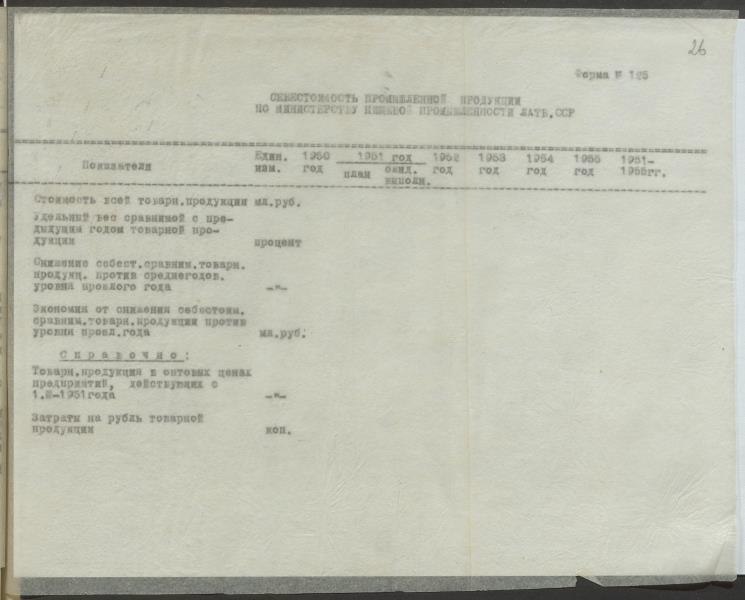 26
Форма № 125
СЕБЕСТОИМОСТЬ ПРОМЫШЛЕННОЙ ПРОДУКЦИИ
ПО МИНИСТЕРСТВУ ПИЩЕВОЙ ПРОМЫШЛЕННОСТИ ЛАТВ.ССР
Показатели Един. изм. 1950 год 1951 год план ожид. выполн. 1952 год 1953 год 1954 год 1955 год 1951-1955гг.
Стоимость всей товарн.продукции мл.руб.
Удельный вес сравнимой с пре-
дыдущим годом товарной про-
дукции процент
Снижение себест.сравним.товарн.
продукц. против среднегодов.
уровня прошлого года -"-
Экономия от снижения себестоим.
сравним.товарн.продукции против
уровня прошл.года мл.руб.
Справочно:
Товарн.продукция в оптовых ценах
предприятий, действующих с
1.-1951года -"-
Затраты на рубль товарной
продукции коп.